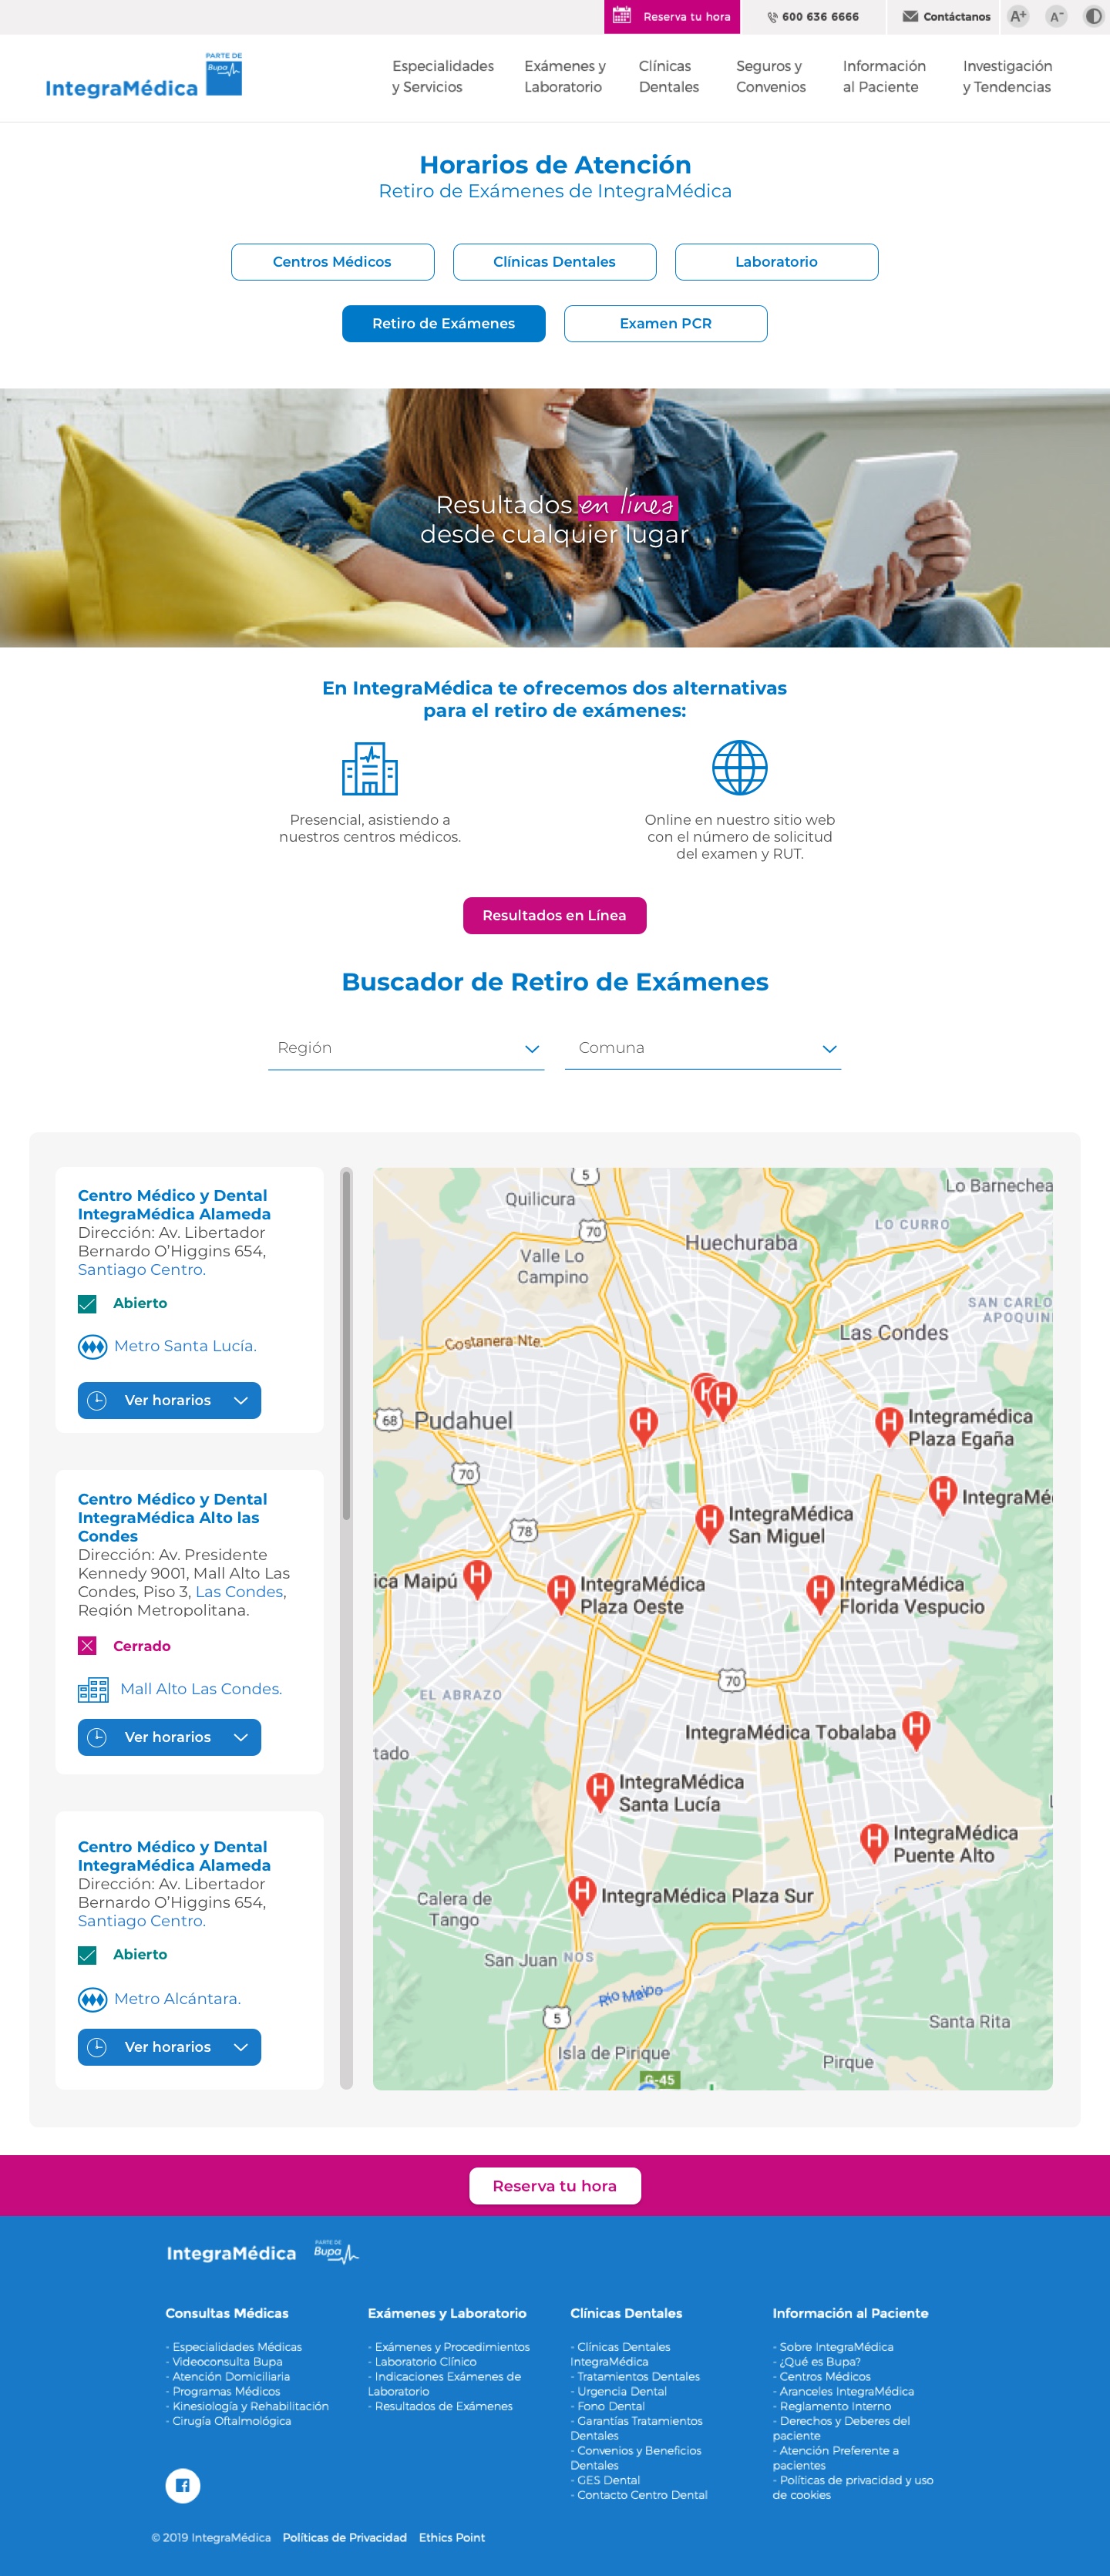 Reserva tu hora
600 636 6666
Contáctanos
A+
A-
IntegraMédica
PARTE DE
Bupa
Especialidades
y Servicios
Exámenes y
Laboratorio
Clínicas
Dentales
Seguros y
Convenios
Información
al Paciente
Investigación
y Tendencias
Horarios de Atención
Retiro de Exámenes de IntegraMédica
Centros Médicos
Clínicas Dentales
Laboratorio
Retiro de Exámenes
Examen PCR
Resultados en línea
desde cualquier lugar
En IntegraMédica te ofrecemos dos alternativas
para el retiro de exámenes:
Presencial, asistiendo a
nuestros centros médicos.
Online en nuestro sitio web
con el número de solicitud
del examen y RUT.
Resultados en Línea
Buscador de Retiro de Exámenes
Región
Comuna
Centro Médico y Dental
IntegraMédica Alameda
Dirección: Av. Libertador
Bernardo O’Higgins 654,
Santiago Centro.
Abierto
Metro Santa Lucía.
Ver horarios
Centro Médico y Dental
IntegraMédica Alto las
Condes
Dirección: Av. Presidente
Kennedy 9001, Mall Alto Las
Condes, Piso 3, Las Condes,
Región Metropolitana.
Cerrado
Mall Alto Las Condes.
Ver horarios
Centro Médico y Dental
IntegraMédica Alameda
Dirección: Av. Libertador
Bernardo O’Higgins 654,
Santiago Centro.
Abierto
Metro Alcántara.
Ver horarios
5
Lo Barnechea
Quilicura
LO CURRO
70
Huechuraba
Valle Lo
Campino
SAN CARLO
APOQUIN
Costanera Nte.
Las Condes
H
H
68
Pudahuel
H
H
Integramédica
Plaza Egaña
70
H
IntegraMé
H
IntegraMédica
San Miguel
78
ica Maipú
H
H
IntegraMédica
Plaza Oeste
H
IntegraMédica
Florida Vespucio
70
EL ABRAZO
IntegraMédica Tobalaba
H
tado
H
IntegraMédica
Santa Lucía
H
IntegraMédica
Puente Alto
H
IntegraMédica Plaza Sur
Calera de
Tango
San Juan
NOS
Río Maipo
5
Santa Rita
Isla de Pirique
Pirque
G-45
Reserva tu hora
IntegraMédica
PARTE DE
Bupa
Consultas Médicas
- Especialidades Médicas
- Videoconsulta Bupa
- Atención Domiciliaria
- Programas Médicos
- Kinesiología y Rehabilitación
- Cirugía Oftalmológica
Exámenes y Laboratorio
- Exámenes y Procedimientos
- Laboratorio Clínico
- Indicaciones Exámenes de
Laboratorio
- Resultados de Exámenes
Clínicas Dentales
- Clínicas Dentales
IntegraMédica
- Tratamientos Dentales
- Urgencia Dental
- Fono Dental
- Garantías Tratamientos
Dentales
- Convenios y Beneficios
Dentales
- GES Dental
- Contacto Centro Dental
Información al Paciente
- Sobre IntegraMédica
- ¿Qué es Bupa?
- Centros Médicos
- Aranceles IntegraMédica
- Reglamento Interno
- Derechos y Deberes del
paciente
- Atención Preferente a
pacientes
- Políticas de privacidad y uso
de cookies
© 2019 IntegraMédica
Políticas de Privacidad
Ethics Point